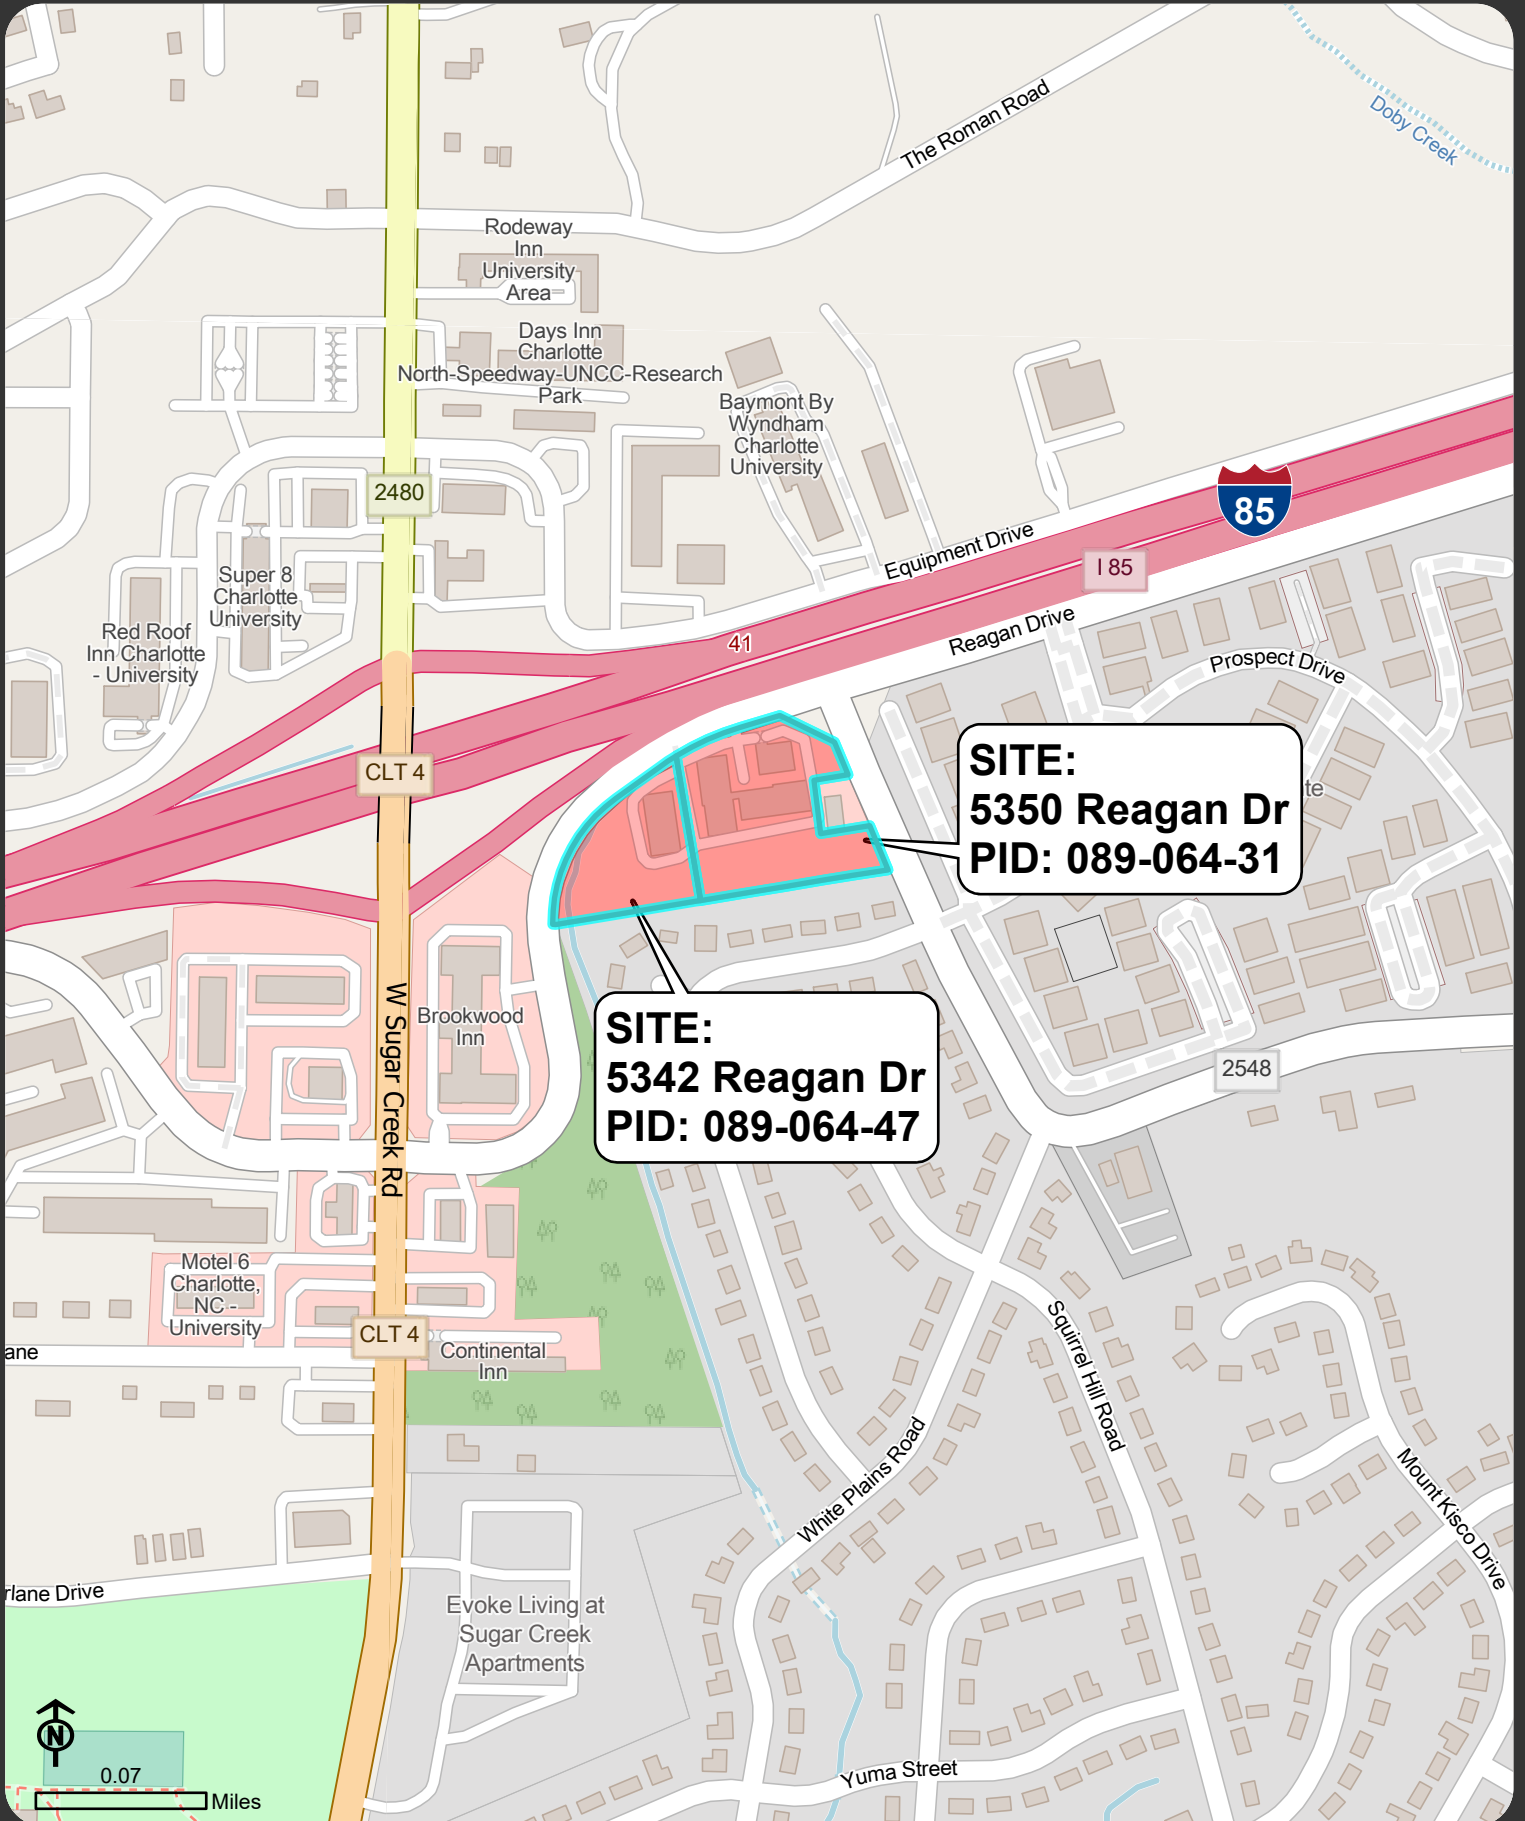 The Roman Road
Doby Creek
Rodeway
Inn
University
Area
Days Inn
Charlotte
North-Speedway-UNCC-Research
Park
Baymont By
Wyndham
Charlotte
University
2480
85
Equipment Drive
I 85
Super 8
Charlotte
University
Red Roof
Inn Charlotte
- University
41
Reagan Drive
Prospect Drive
CLT 4
SITE:
5350 Reagan Dr
PID: 089-064-31
te
W Sugar Creek Rd
Brookwood
Inn
SITE:
5342 Reagan Dr
PID: 089-064-47
2548
Motel 6
Charlotte,
NC -
University
CLT 4
Continental
Inn
ane
Squirrel Hill Road
White Plains Road
Mount Kisco Drive
rlane Drive
Evoke Living at
Sugar Creek
Apartments
Yuma Street
N
0.07
Miles